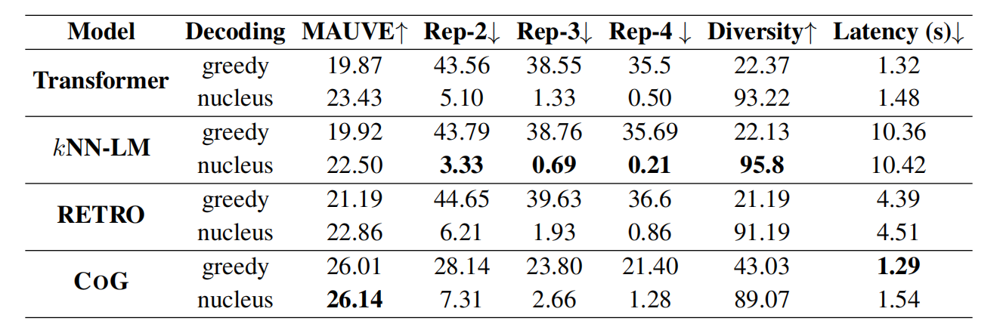 Model Decoding MAUVE↑ Rep-2↓ Rep-3↓ Rep-4 ↓ Diversity↑ Latency (s)↓
Transformer greedy 19.87 43.56 38.55 35.5 22.37 1.32
nucleus 23.43 5.10 1.33 0.50 93.22 1.48
kNN-LM greedy 19.92 43.79 38.76 35.69 22.13 10.36
nucleus 22.50 3.33 0.69 0.21 95.8 10.42
RETRO greedy 21.19 44.65 39.63 36.6 21.19 4.39
nucleus 22.86 6.21 1.93 0.86 91.19 4.51
COG greedy 26.01 28.14 23.80 21.40 43.03 1.29
nucleus 26.14 7.31 2.66 1.28 89.07 1.54